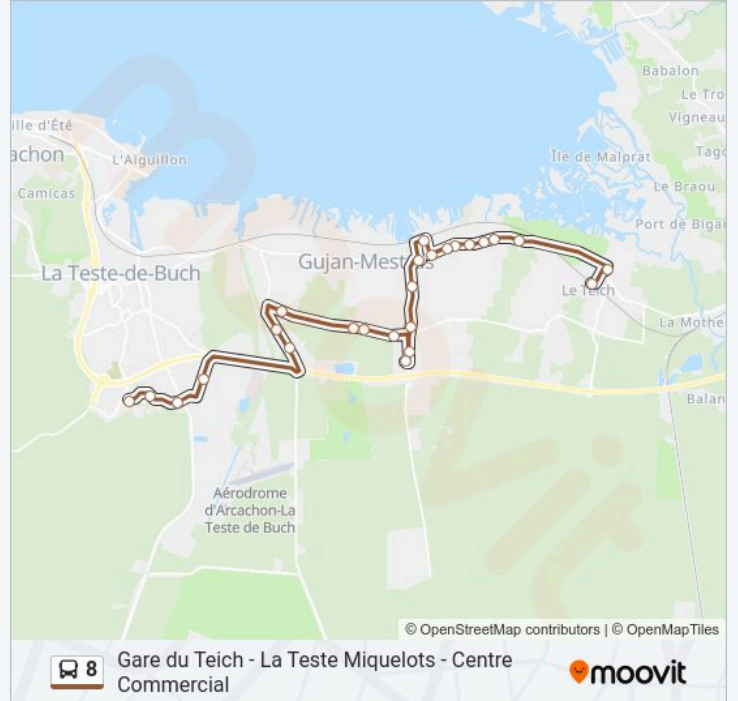 Babalon
Le Tro
Vigneau
ille d'Été
achon
L'Aiguillon
Île de Malprat
Tago
Camicas
Le Braou
Port de Bigar
La Teste-de-Buch
Gujan-Mest s
Le Teich
La Mothe
Balan
Aérodrome
d'Arcachon-La
Teste de Buch
© OpenStreetMap contributors | © OpenMapTiles
8
Gare du Teich - La Teste Miquelots - Centre
Commercial
moovit